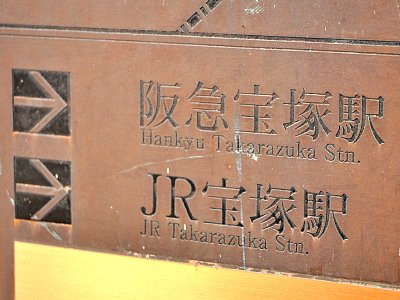 阪急宝塚駅
Hankyu Takarazuka Stn.
JR宝塚駅
JR Takarazuka Stn.